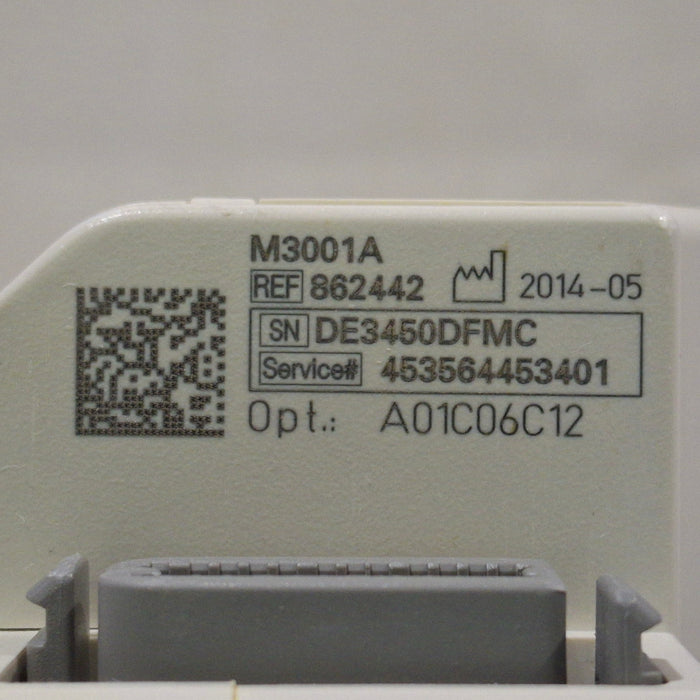 M3001A
REF 862442 2014-05
SN DE3450DFMC
Service# 453564453401
Opt.: A01C06C12